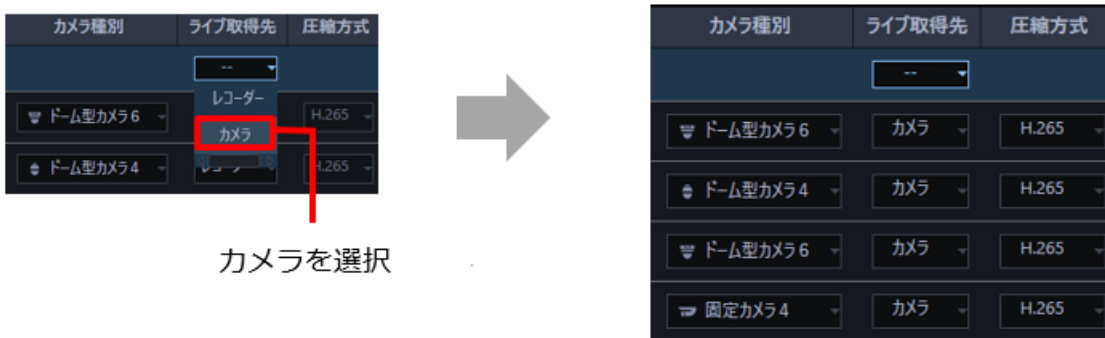 カメラ種別 ライブ取得先 圧縮方式
--
レコーダー
ドーム型カメラ6 カメラ H.265
ドーム型カメラ4 H.265
カメラを選択
カメラ種別 ライブ取得先 圧縮方式
--
ドーム型カメラ6 カメラ H.265
ドーム型カメラ4 カメラ H.265
ドーム型カメラ6 カメラ H.265
固定カメラ4 カメラ H.265